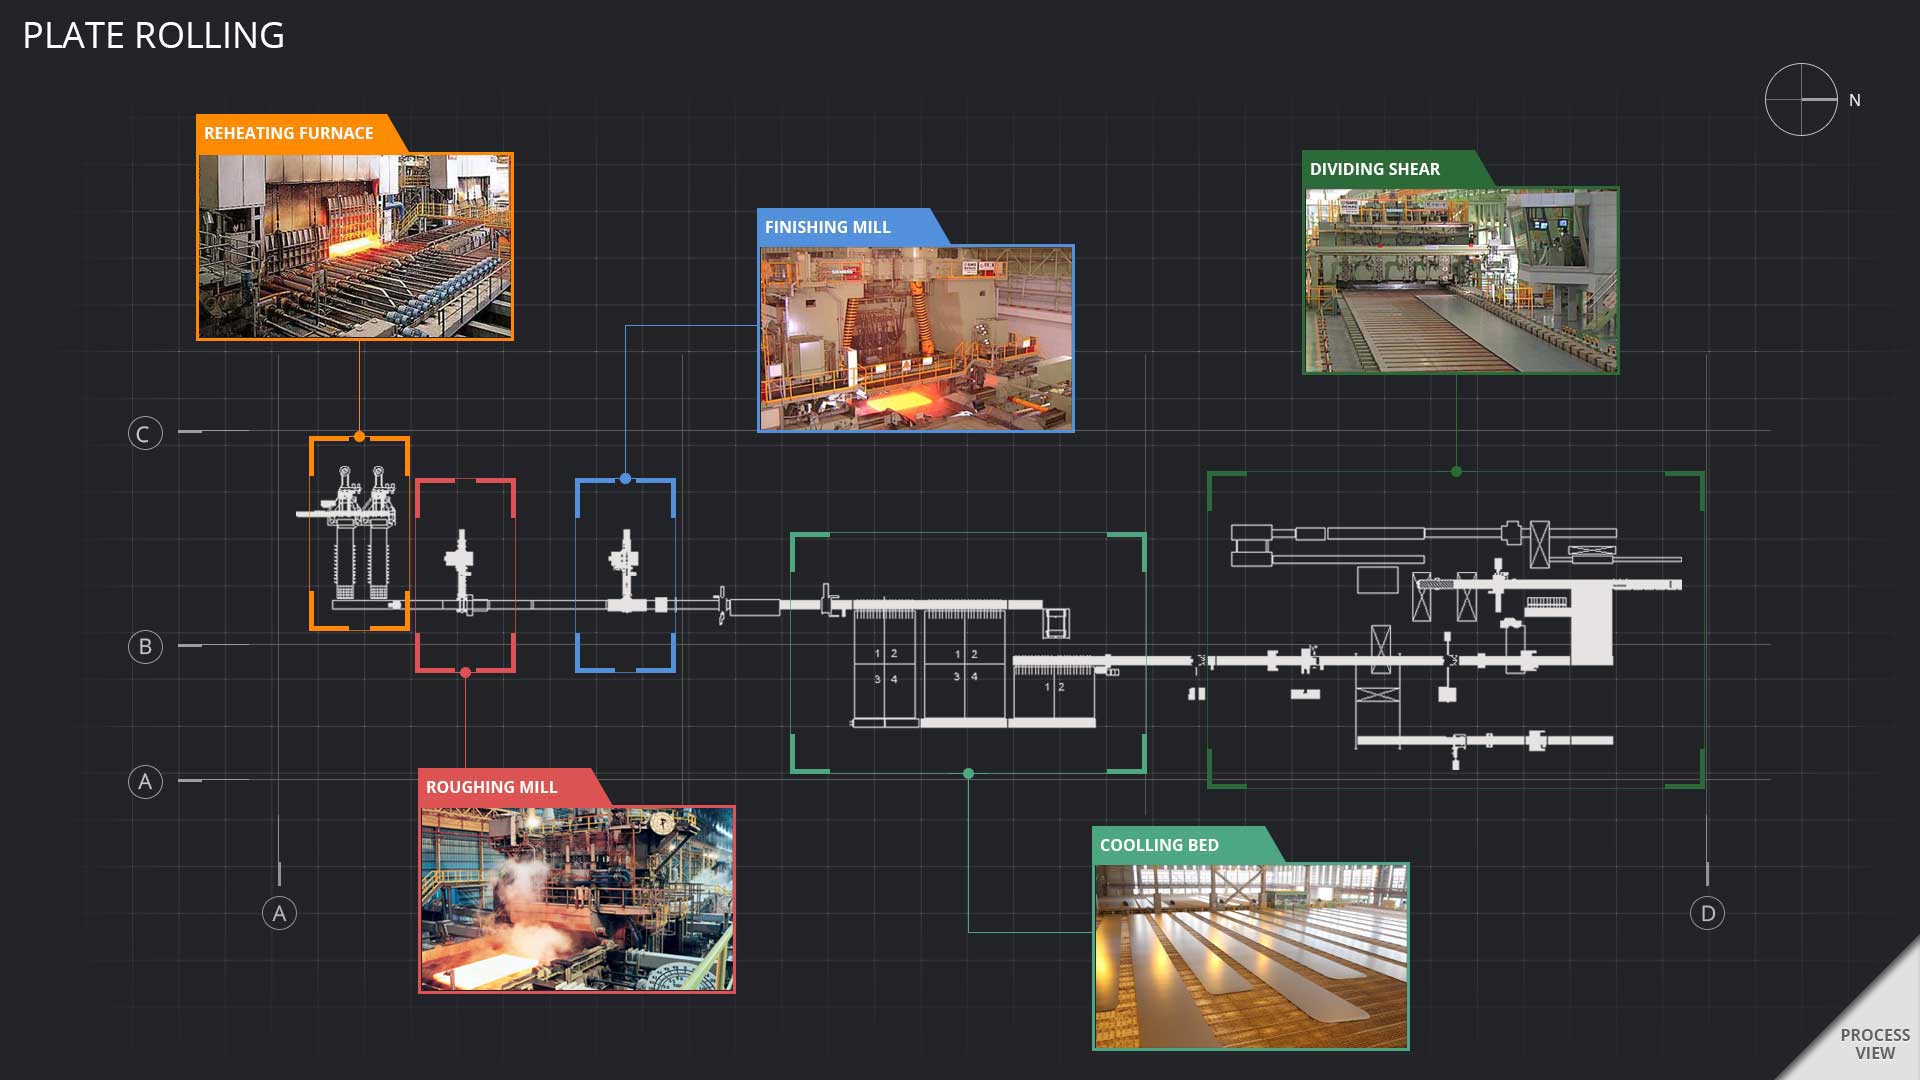 PLATE ROLLING
N
REHEATING FURNACE
DIVIDING SHEAR
FINISHING MILL
C
B
1 2
3 4
1 2
3 4
1 2
A
ROUGHING MILL
COOLLING BED
A
D
PROCESS
VIEW